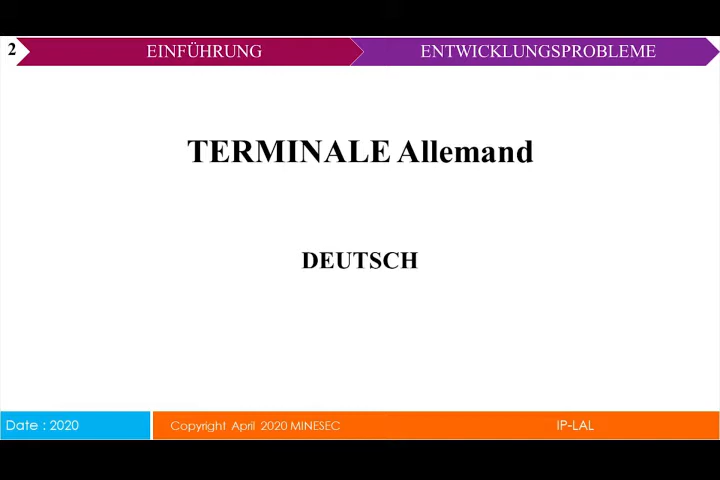 2
EINFÜHRUNG
ENTWICKLUNGSPROBLEME
TERMINALE Allemand
DEUTSCH
Date : 2020
Copyright April 2020 MINESEC
IP-LAL